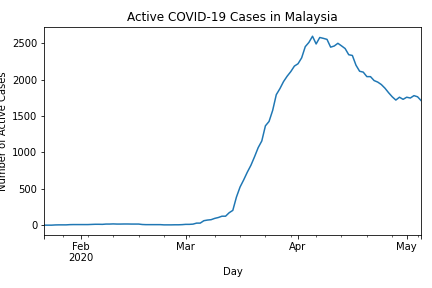 Active COVID-19 Cases in Malaysia
Number of Active Cases
2500
2000
1500
1000
500
0
Feb
2020
Mar
Apr
May
Day